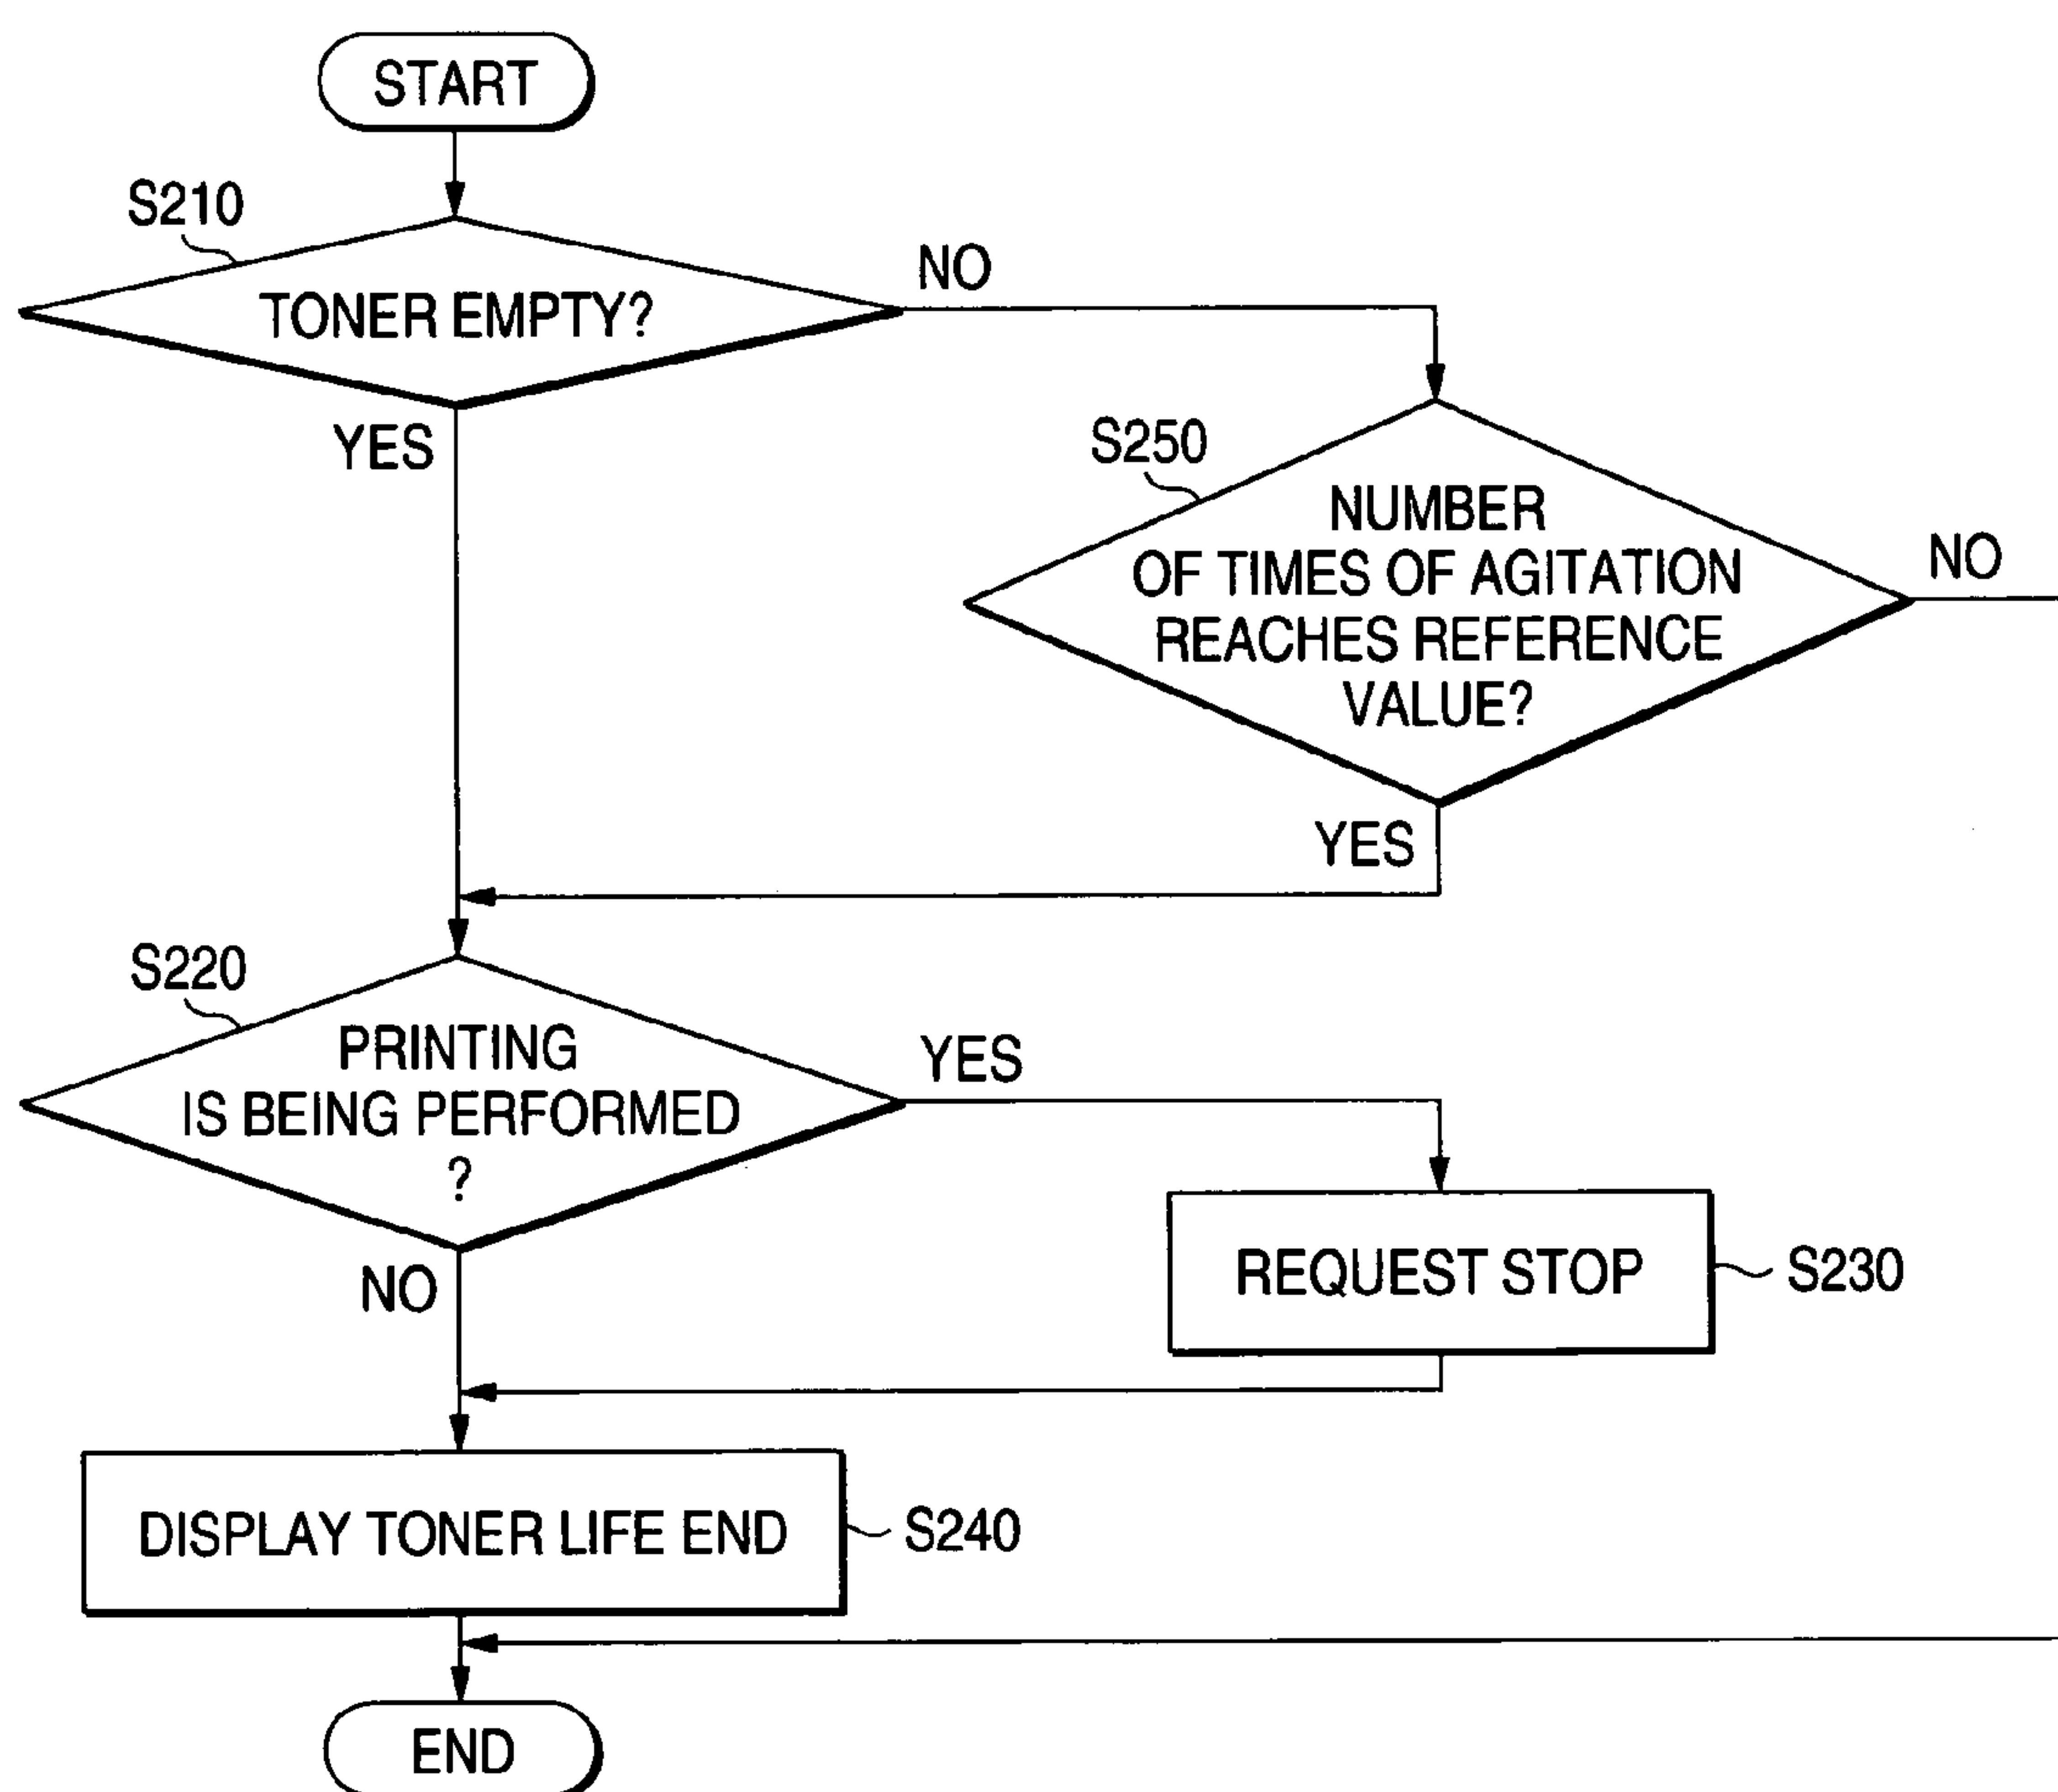 START
S210
TONER EMPTY?
NO
YES
S250
NUMBER
OF TIMES OF AGITATION
REACHES REFERENCE
VALUE?
NO
YES
S220
PRINTING
IS BEING PERFORMED
?
YES
NO
REQUEST STOP
S230
DISPLAY TONER LIFE END
S240
END